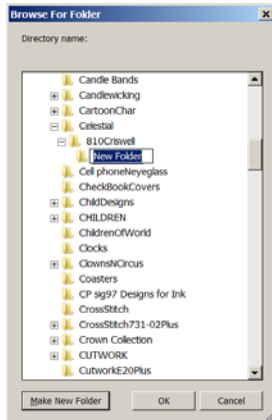 Browse For Folder
Directory name:
Candle Bands
Candlewicking
CartoonChar
Celestial
810Criswell
New Folder
Cell phoneNeyeglass
CheckBookCovers
ChildDesigns
CHILDREN
ChildrenOfWorld
Clocks
ClownsNCircus
Coasters
CP sig97 Designs for Ink
CrossStitch
CrossStitch731-02Plus
Crown Collection
CUTWORK
CutworkE20Plus
Make New Folder
OK
Cancel